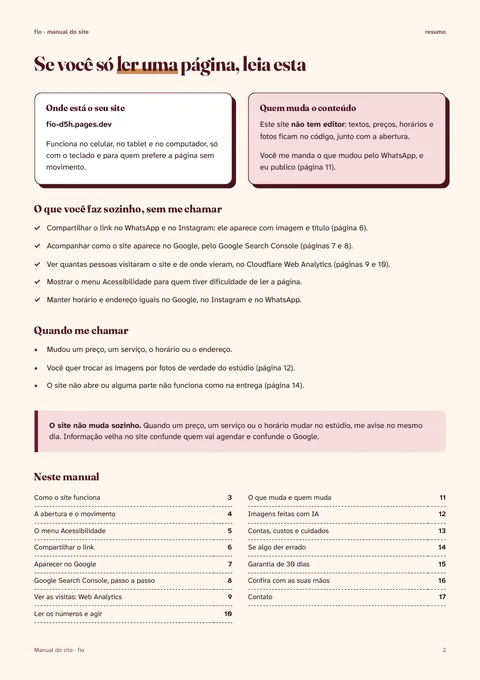 fio · manual do site
resumo
Se você só ler uma página, leia esta
Onde está o seu site
fio-d5h.pages.dev
Funciona no celular, no tablet e no computador, só
com o teclado e para quem prefere a página sem
movimento.
Quem muda o conteúdo
Este site não tem editor: textos, preços, horários e
fotos ficam no código, junto com a abertura.
Você me manda o que mudou pelo WhatsApp, e
eu publico (página 11).
O que você faz sozinho, sem me chamar
✓ Compartilhar o link no WhatsApp e no Instagram: ele aparece com imagem e título (página 6).
✓ Acompanhar como o site aparece no Google, pelo Google Search Console (páginas 7 e 8).
✓ Ver quantas pessoas visitaram o site e de onde vieram, no Cloudflare Web Analytics (páginas 9 e 10).
✓ Mostrar o menu Acessibilidade para quem tiver dificuldade de ler a página.
✓ Manter horário e endereço iguais no Google, no Instagram e no WhatsApp.
Quando me chamar
• Mudou um preço, um serviço, o horário ou o endereço.
• Você quer trocar as imagens por fotos de verdade do estúdio (página 12).
• O site não abre ou alguma parte não funciona como na entrega (página 14).
O site não muda sozinho. Quando um preço, um serviço ou o horário mudar no estúdio, me avise no mesmo
dia. Informação velha no site confunde quem vai agendar e confunde o Google.
Neste manual
Como o site funciona 3
A abertura e o movimento 4
O menu Acessibilidade 5
Compartilhar o link 6
Aparecer no Google 7
Google Search Console, passo a passo 8
Ver as visitas: Web Analytics 9
Ler os números e agir 10
O que muda e quem muda 11
Imagens feitas com IA 12
Contas, custos e cuidados 13
Se algo der errado 14
Garantia de 30 dias 15
Confira com as suas mãos 16
Contato 17
Manual do site · fio
2